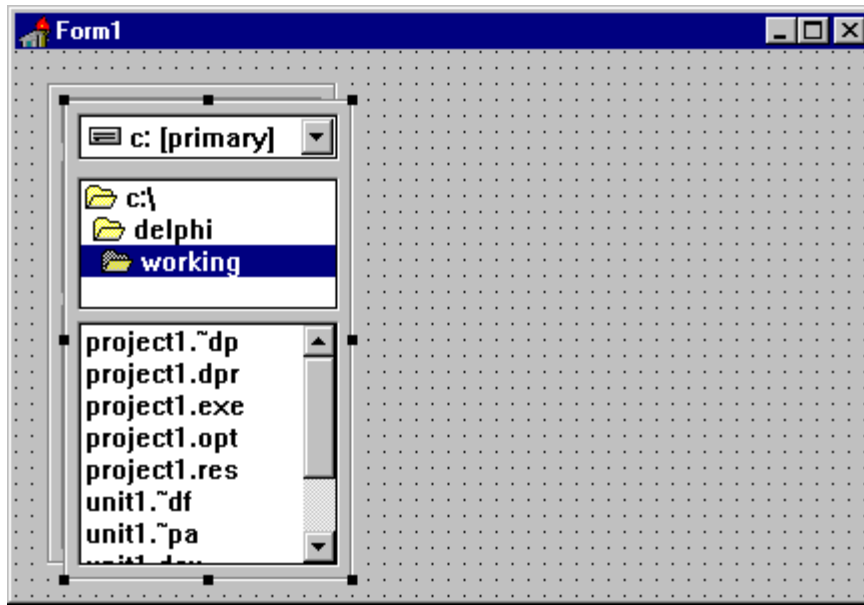 Form1
c: [primary]
c:\
delphi
working
project1.~dp
project1.dpr
project1.exe
project1.opt
project1.res
unit1.~df
unit1.~pa